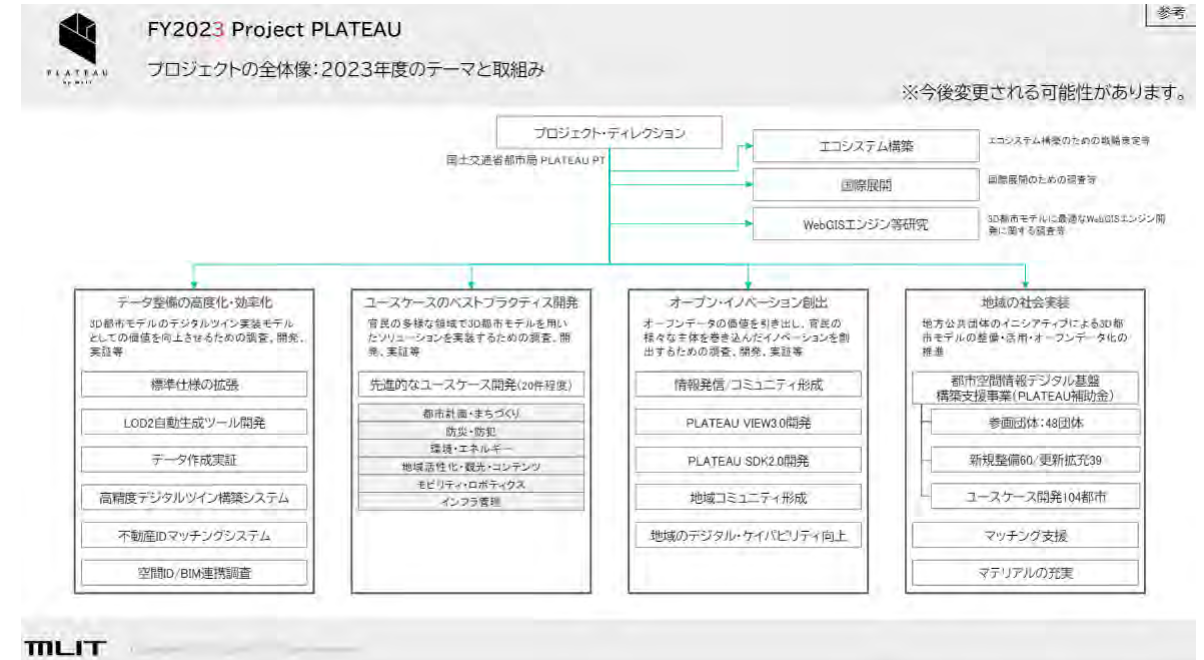 参考
PLATEAU
by MLIT
FY2023 Project PLATEAU
プロジェクトの全体像：2023年度のテーマと取組み
※今後変更される可能性があります。
プロジェクト・ディレクション
国土交通省都市局 PLATEAU PT
エコシステム構築
エコシステム構築のための戦略策定等
国際展開
国際展開のための調査等
WebGISエンジン等研究
3D都市モデルに最適なWebGISエンジン開
発に関する調査等
データ整備の高度化・効率化
3D都市モデルのデジタルツイン実装モデル
としての価値を向上させるための調査、開発、
実証等
標準仕様の拡張
LOD2自動生成ツール開発
データ作成実証
高精度デジタルツイン構築システム
不動産IDマッチングシステム
空間ID/BIM連携調査
ユースケースのベストプラクティス開発
官民の多様な領域で3D都市モデルを用い
たソリューションを実装するための調査、開
発、実証等
先進的なユースケース開発(20件程度)
都市計画・まちづくり
防災・防犯
環境・エネルギー
地域活性化・観光・コンテンツ
モビリティ・ロボティクス
インフラ管理
オープン・イノベーション創出
オープンデータの価値を引き出し、官民の
様々な主体を巻き込んだイノベーションを創
出するための調査、開発、実証等
情報発信/コミュニティ形成
PLATEAU VIEW3.0開発
PLATEAU SDK2.0開発
地域コミュニティ形成
地域のデジタル・ケイパビリティ向上
地域の社会実装
地方公共団体のイニシアティブによる3D都
市モデルの整備・活用・オープンデータ化の
推進
都市空間情報デジタル基盤
構築支援事業(PLATEAU補助金)
参画団体：48団体
新規整備60/更新拡充39
ユースケース開発104都市
マッチング支援
マテリアルの充実
MLIT